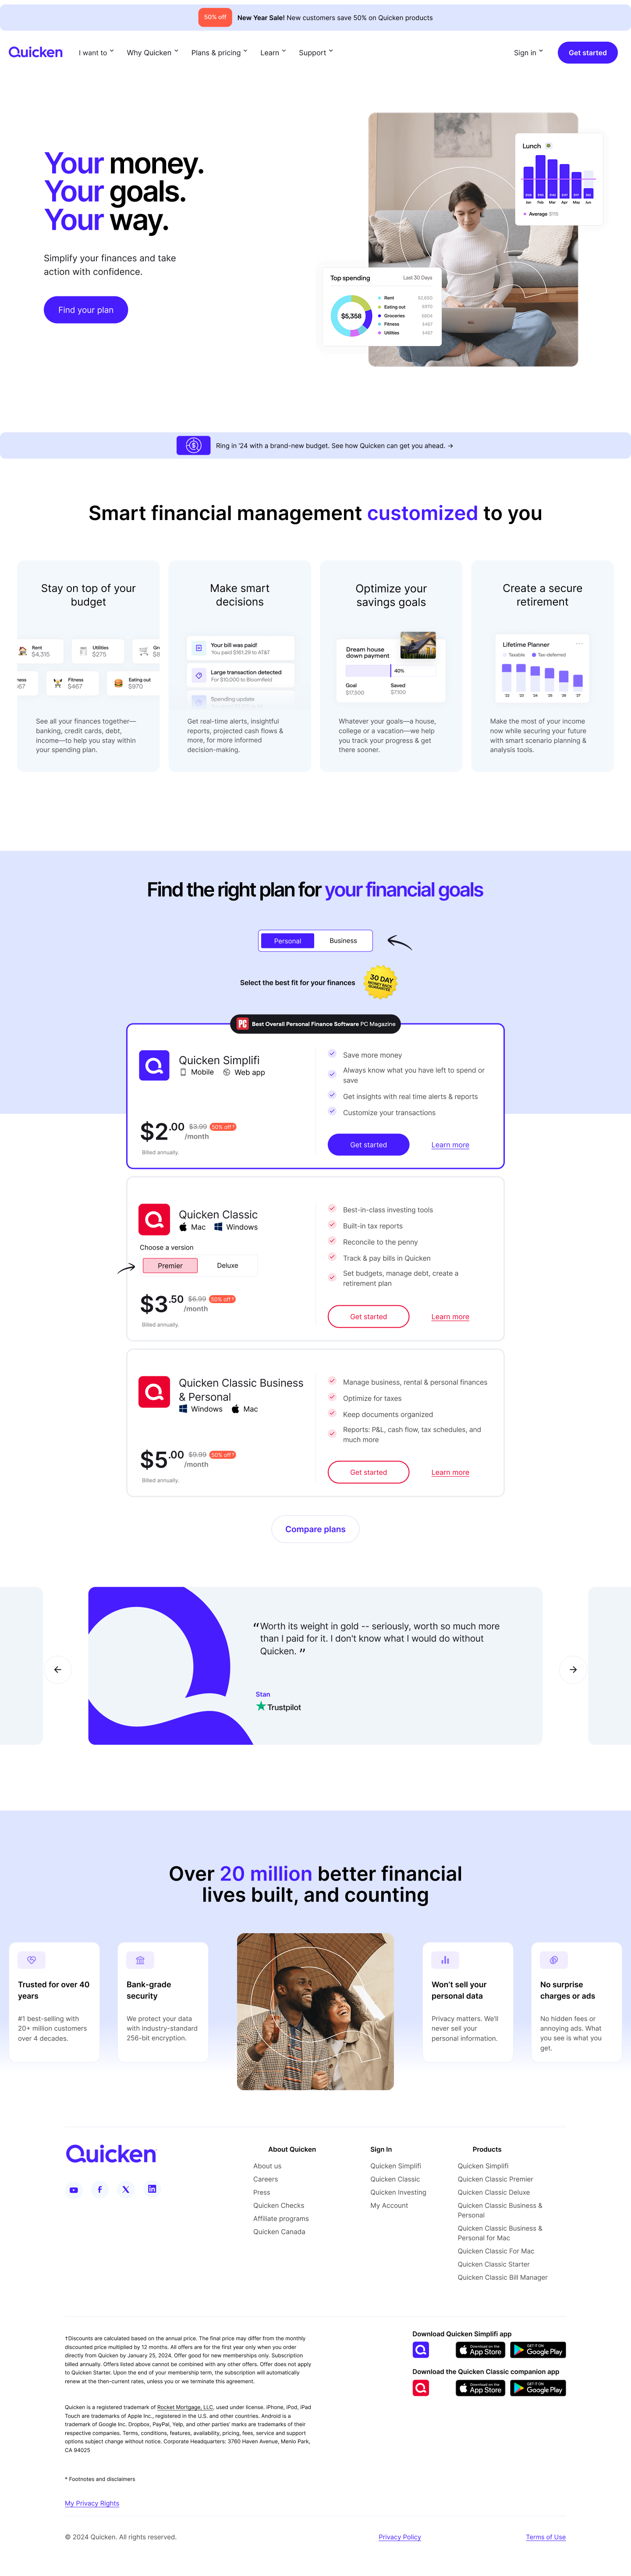 50% off New Year Sale! New customers save 50% on Quicken products
Quicken I want to Why Quicken Plans & pricing Learn Support Sign in Get started
Your money.
Your goals.
Your way.
Simplify your finances and take
action with confidence.
Find your plan
Lunch
Jan Feb Mar Apr May Jun
Average $115
Top spending Last 30 Days
$5,358
Rent
Eating out $970
Groceries
Fitness $467
Utilities
Ring in '24 with a brand-new budget. See how Quicken can get you ahead. →
Smart financial management customized to you
Stay on top of your
budget
Rent
$4,315
Utilities
$275
Gr
$8
ness
67
Fitness
$467
Eating out
$970
See all your finances together—
banking, credit cards, debt,
income—to help you stay within
your spending plan.
Make smart
decisions
Your bill was paid!
You paid $161.29 to AT&T
Large transaction detected
For $10,000 to Bloomfield
Spending update
Get real-time alerts, insightful
reports, projected cash flows &
more, for more informed
decision-making.
Optimize your
savings goals
Dream house
down payment
40%
Goal Saved
$17,500 $7,100
Whatever your goals—a house,
college or a vacation—we help
you track your progress & get
there sooner.
Create a secure
retirement
Lifetime Planner
Taxable Tax-deferred
'22 '23 '24 '25 '26 '27
Make the most of your income
now while securing your future
with smart scenario planning &
analysis tools.
Find the right plan for your financial goals
Personal Business
Select the best fit for your finances
30 DAY
MONEY BACK
GUARANTEE
PC Best Overall Personal Finance Software PC Magazine
Quicken Simplifi
Mobile Web app
$2.00 $3.99 50% off†
/month
Billed annually.
Save more money
Always know what you have left to spend or
save
Get insights with real time alerts & reports
Customize your transactions
Get started Learn more
Quicken Classic
Mac Windows
Choose a version
Premier Deluxe
$3.50 $6.99 50% off†
/month
Billed annually.
Best-in-class investing tools
Built-in tax reports
Reconcile to the penny
Track & pay bills in Quicken
Set budgets, manage debt, create a
retirement plan
Get started Learn more
Quicken Classic Business
& Personal
Windows Mac
$5.00 $9.99 50% off†
/month
Billed annually.
Manage business, rental & personal finances
Optimize for taxes
Keep documents organized
Reports: P&L, cash flow, tax schedules, and
much more
Get started Learn more
Compare plans
“Worth its weight in gold -- seriously, worth so much more
than I paid for it. I don't know what I would do without
Quicken. ”
Stan
Trustpilot
Over 20 million better financial
lives built, and counting
Trusted for over 40
years
#1 best-selling with
20+ million customers
over 4 decades.
Bank-grade
security
We protect your data
with industry-standard
256-bit encryption.
Won't sell your
personal data
Privacy matters. We'll
never sell your
personal information.
No surprise
charges or ads
No hidden fees or
annoying ads. What
you see is what you
get.
Quicken
About Quicken
About us
Careers
Press
Quicken Checks
Affiliate programs
Quicken Canada
Sign In
Quicken Simplifi
Quicken Classic
Quicken Investing
My Account
Products
Quicken Simplifi
Quicken Classic Premier
Quicken Classic Deluxe
Quicken Classic Business &
Personal
Quicken Classic Business &
Personal for Mac
Quicken Classic For Mac
Quicken Classic Starter
Quicken Classic Bill Manager
†Discounts are calculated based on the annual price. The final price may differ from the monthly
discounted price multiplied by 12 months. All offers are for the first year only when you order
directly from Quicken by January 25, 2024. Offer good for new memberships only. Subscription
billed annually. Offers listed above cannot be combined with any other offers. Offer does not apply
to Quicken Starter. Upon the end of your membership term, the subscription will automatically
renew at the then-current rates, unless you or we terminate this agreement.
Quicken is a registered trademark of Rocket Mortgage, LLC, used under license. iPhone, iPod, iPad
Touch are trademarks of Apple Inc., registered in the U.S. and other countries. Android is a
trademark of Google Inc. Dropbox, PayPal, Yelp, and other parties' marks are trademarks of their
respective companies. Terms, conditions, features, availability, pricing, fees, service and support
options subject change without notice. Corporate Headquarters: 3760 Haven Avenue, Menlo Park,
CA 94025
* Footnotes and disclaimers
My Privacy Rights
Download Quicken Simplifi app
Download on the App Store GET IT ON Google Play
Download the Quicken Classic companion app
Download on the App Store GET IT ON Google Play
© 2024 Quicken. All rights reserved. Privacy Policy Terms of Use